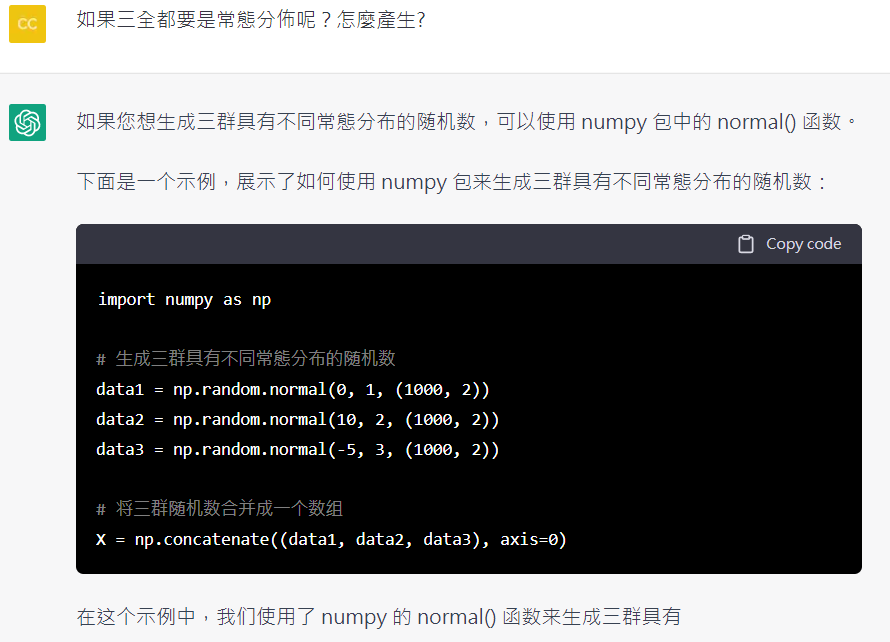 CC
如果三全都要是常態分佈呢？怎麼產生?
如果您想生成三群具有不同常態分布的随机数，可以使用 numpy 包中的 normal() 函数。
下面是一个示例，展示了如何使用 numpy 包来生成三群具有不同常態分布的随机数：
Copy code
import numpy as np
# 生成三群具有不同常態分布的随机数
data1 = np.random.normal(0, 1, (1000, 2))
data2 = np.random.normal(10, 2, (1000, 2))
data3 = np.random.normal(-5, 3, (1000, 2))
# 将三群随机数合并成一个数组
X = np.concatenate((data1, data2, data3), axis=0)
在这个示例中，我们使用了 numpy 的 normal() 函数来生成三群具有